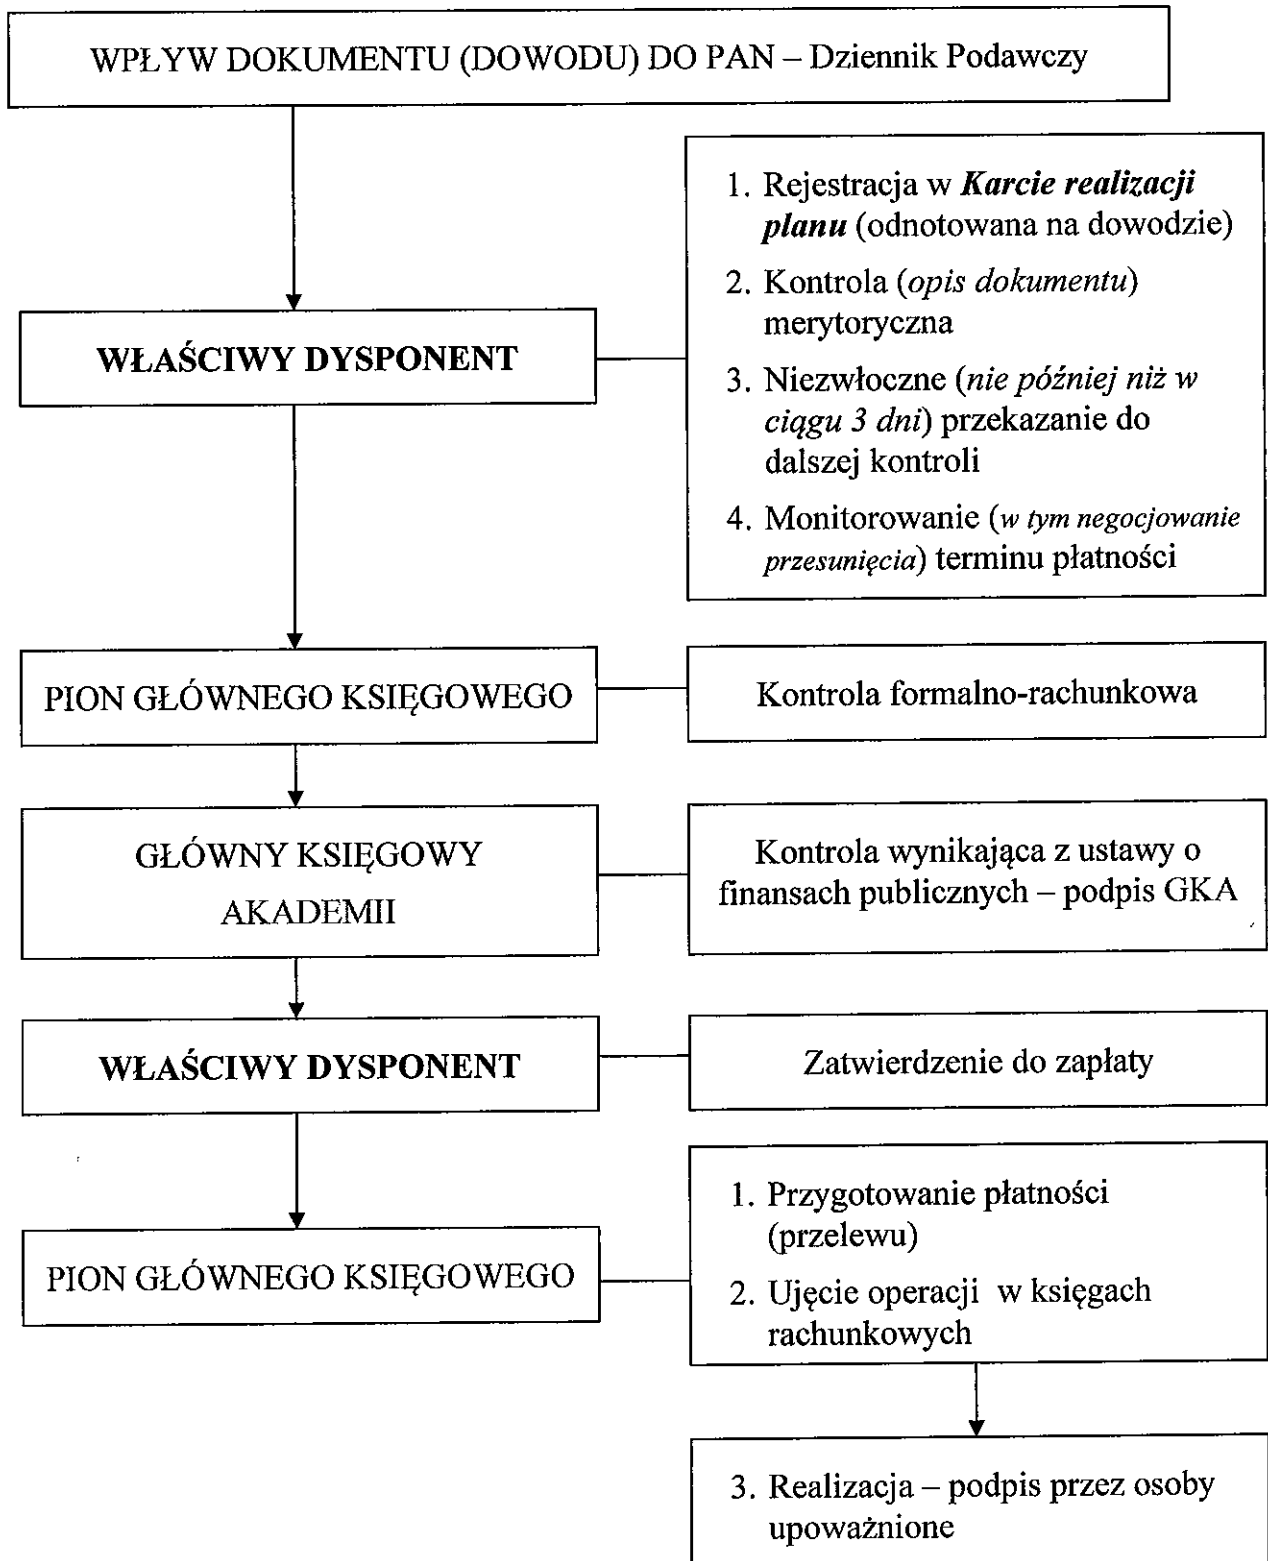 WPŁYW DOKUMENTU (DOWODU) DO PAN – Dziennik Podawczy
1. Rejestracja w Karcie realizacji
planu (odnotowana na dowodzie)
2. Kontrola (opis dokumentu)
merytoryczna
3. Niezwłoczne (nie później niż w
ciągu 3 dni) przekazanie do
dalszej kontroli
4. Monitorowanie (w tym negocjowanie
przesunięcia) terminu płatności
WŁAŚCIWY DYSPONENT
PION GŁÓWNEGO KSIĘGOWEGO
Kontrola formalno-rachunkowa
GŁÓWNY KSIĘGOWY
AKADEMII
Kontrola wynikająca z ustawy o
finansach publicznych – podpis GKA
WŁAŚCIWY DYSPONENT
Zatwierdzenie do zapłaty
PION GŁÓWNEGO KSIĘGOWEGO
1. Przygotowanie płatności
(przelewu)
2. Ujęcie operacji w księgach
rachunkowych
3. Realizacja – podpis przez osoby
upoważnione